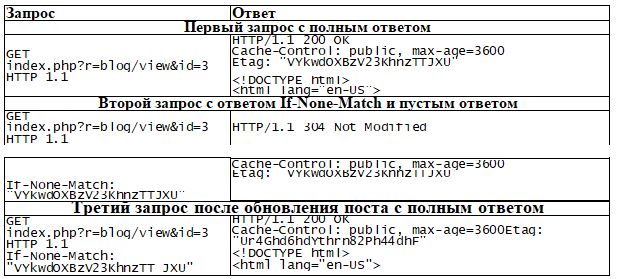 Запрос Ответ
Первый запрос с полным ответом
GET
index.php?r=blog/view&id=3
HTTP 1.1
HTTP/1.1 200 OK
Cache-Control: public, max-age=3600
Etag: "VYkwdOXBzV23KhnzTTJXU"
<!DOCTYPE html>
<html lang="en-US">
Второй запрос с ответом If-None-Match и пустым ответом
GET
index.php?r=blog/view&id=3
HTTP 1.1
HTTP/1.1 304 Not Modified
If-None-Match:
"VYkwdOXBzV23KhnzTTJXU"
Cache-Control: public, max-age=3600
Etag: "VYkwdOXBzV23KhnzTTJXU"
Третий запрос после обновления поста с полным ответом
GET
index.php?r=blog/view&id=3
HTTP 1.1
If-None-Match:
"VYkwdOXBzV23KhnzTT JXU"
HTTP/1.1 200 OK
Cache-Control: public, max-age=3600Etag:
"Ur4Ghd6hdYthrn82Ph44dhF"
<!DOCTYPE html>
<html lang="en-US">